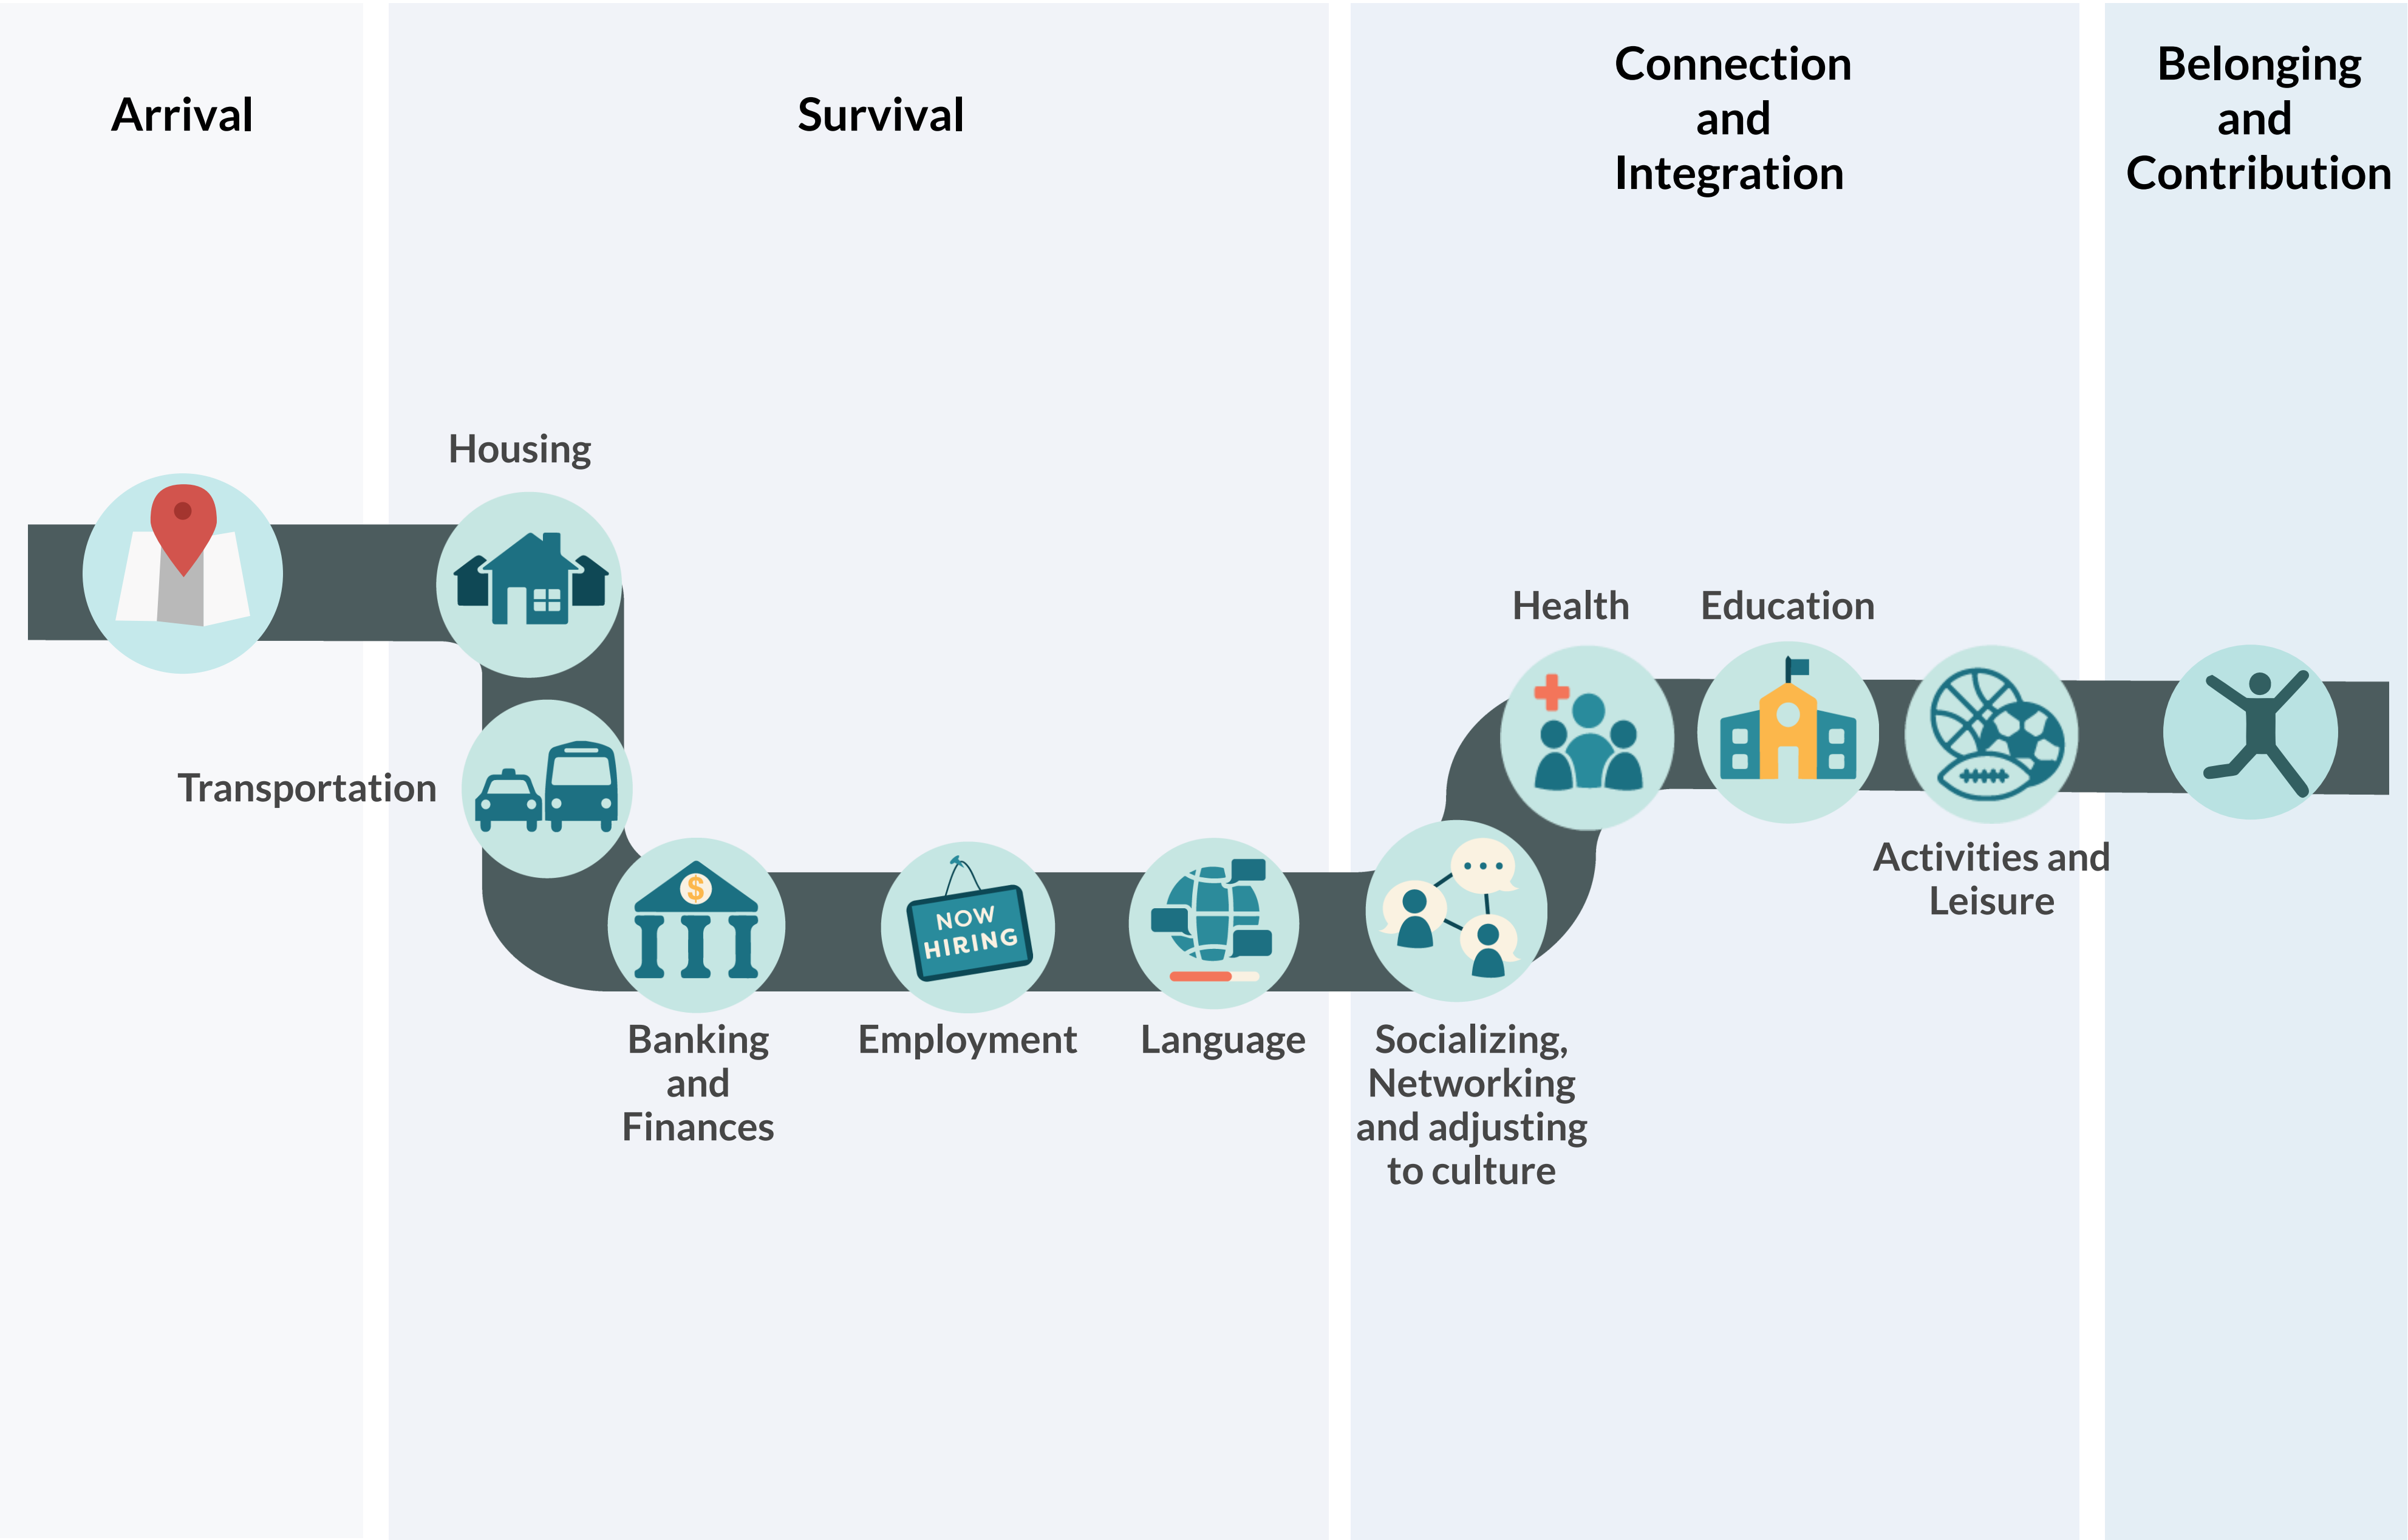 Arrival
Survival
Connection
and
Integration
Belonging
and
Contribution
Housing
Transportation
Banking
and
Finances
$
NOW
HIRING
Employment
Language
Socializing,
Networking
and adjusting
to culture
Health
Education
Activities and
Leisure